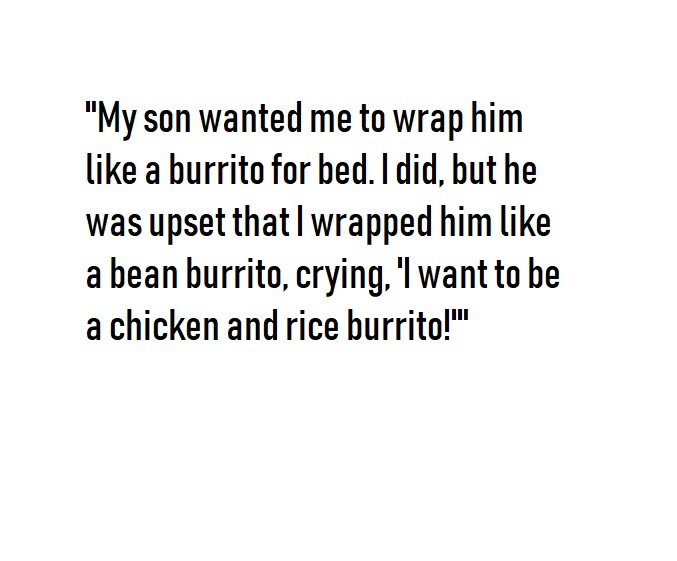 "My son wanted me to wrap him
like a burrito for bed. I did, but he
was upset that I wrapped him like
a bean burrito, crying, 'I want to be
a chicken and rice burrito!'"